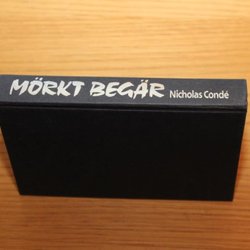 MÖRKT BEGÄR Nicholas Condé